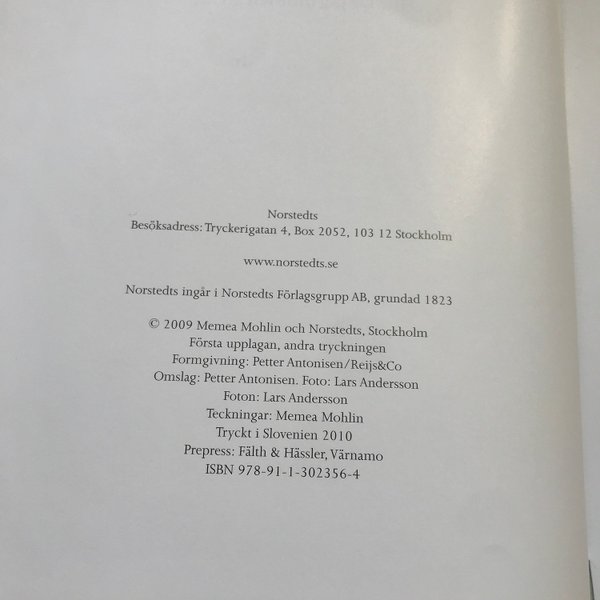 Norstedts
Besöksadress: Tryckerigatan 4, Box 2052, 103 12 Stockholm
www.norstedts.se
Norstedts ingår i Norstedts Förlagsgrupp AB, grundad 1823
© 2009 Memea Mohlin och Norstedts, Stockholm
Första upplagan, andra tryckningen
Formgivning: Petter Antonisen/Reijs&Co
Omslag: Petter Antonisen. Foto: Lars Andersson
Foton: Lars Andersson
Teckningar: Memea Mohlin
Tryckt i Slovenien 2010
Prepress: Fälth & Hässler, Värnamo
ISBN 978-91-1-302356-4